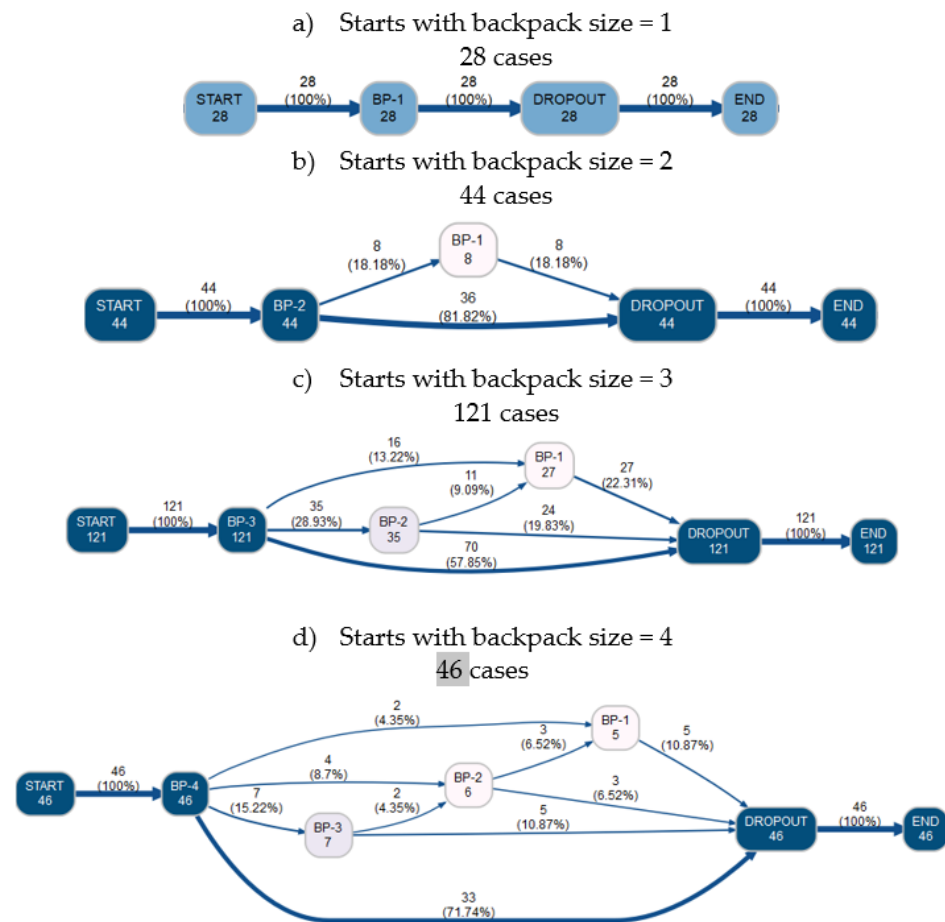 a) Starts with backpack size = 1
28 cases
28
(100%)
28
(100%)
28
(100%)
START
28
BP-1
28
DROPOUT
28
END
28
b) Starts with backpack size = 2
44 cases
BP-1
8
8
(18.18%)
8
(18.18%)
44
(100%)
36
(81.82%)
44
(100%)
START
44
BP-2
44
DROPOUT
44
END
44
c) Starts with backpack size = 3
121 cases
16
(13.22%)
BP-1
27
11
(9.09%)
27
(22.31%)
121
(100%)
35
(28.93%)
24
(19.83%)
121
(100%)
START
121
BP-3
121
BP-2
35
DROPOUT
121
END
121
70
(57.85%)
d) Starts with backpack size = 4
46 cases
2
(4.35%)
BP-1
5
3
(6.52%)
5
(10.87%)
46
(100%)
4
(8.7%)
START
46
BP-4
46
BP-2
6
7
(15.22%)
2
(4.35%)
3
(6.52%)
BP-3
7
5
(10.87%)
DROPOUT
46
46
(100%)
END
46
33
(71.74%)